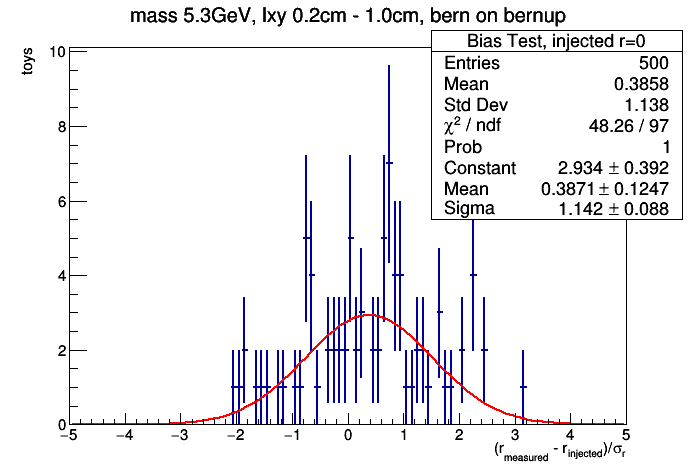 mass 5.3GeV, lxy 0.2cm - 1.0cm, bern on bernup
Bias Test, injected r=0
Entries 500
Mean 0.3858
Std Dev 1.138
χ² / ndf 48.26 / 97
Prob 1
Constant 2.934 ± 0.392
Mean 0.3871 ± 0.1247
Sigma 1.142 ± 0.088
toys
10
8
6
4
2
0
−5 −4 −3 −2 −1 0 1 2 3 4 5
(r_measured - r_injected)/σ_r